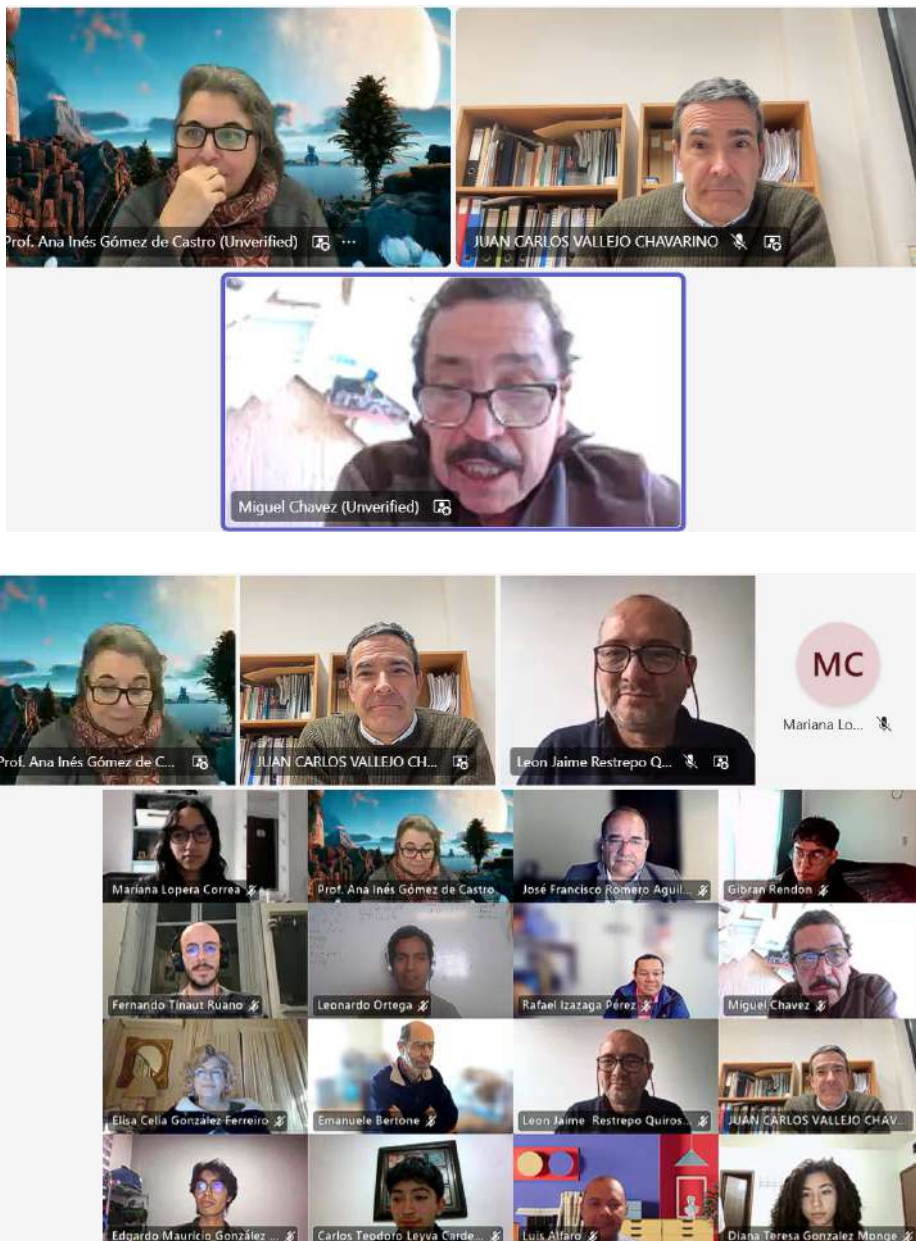 Prof. Ana Inés Gómez de Castro (Unverified)
JUAN CARLOS VALLEJO CHAVARINO
Miguel Chavez (Unverified)
Prof. Ana Inés Gómez de C...
JUAN CARLOS VALLEJO CH...
Leon Jaime Restrepo Q...
MC
Mariana Lo...
Mariana Lopera Correa
Prof. Ana Inés Gómez de Castro
José Francisco Romero Aguil...
Gibran Rendon
Fernando Tinaut Ruano
Leonardo Ortega
Rafael Izazaga Pérez
Miguel Chavez
Elisa Celia González Ferreiro
Emanuele Bertone
Leon Jaime Restrepo Quiros...
JUAN CARLOS VALLEJO CHAV...
Edgardo Mauricio González ...
Carlos Teodoro Leyva Carde...
Luis Alfaro
Diana Teresa Gonzalez Monge